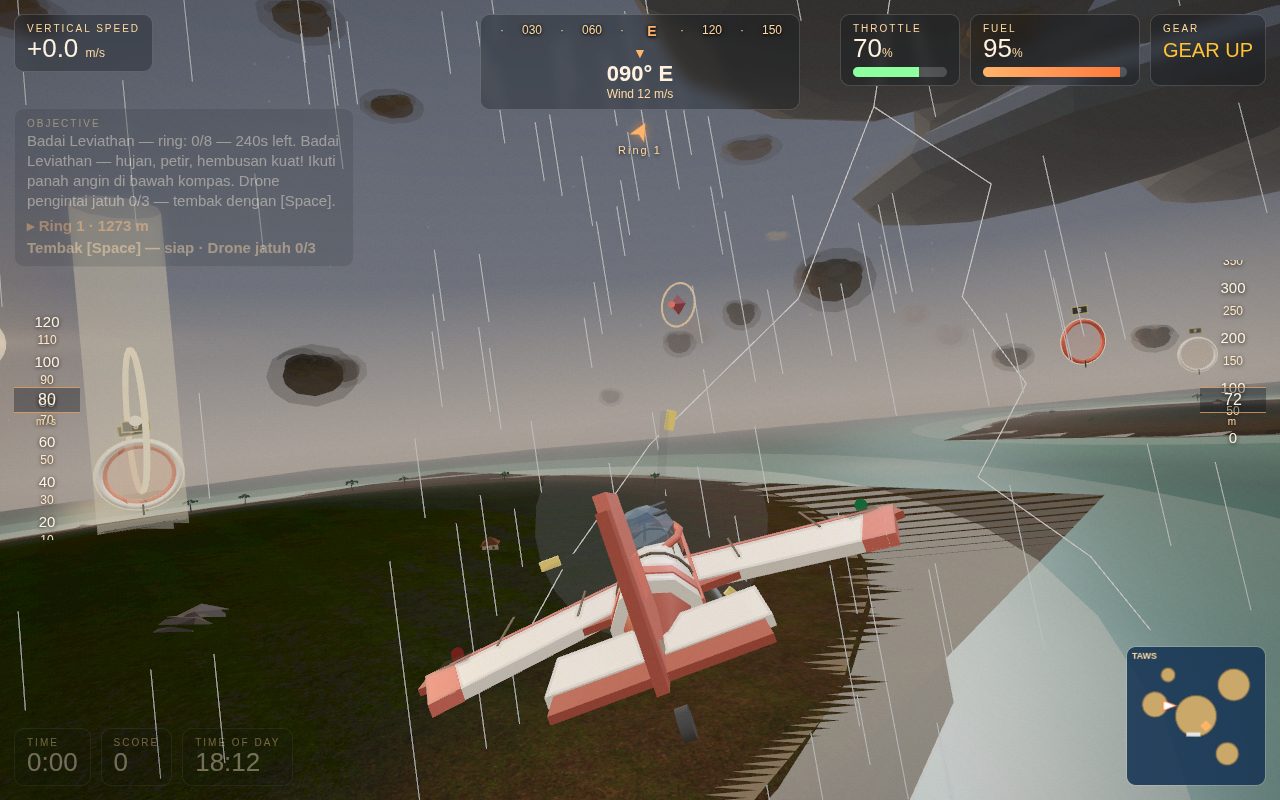 VERTICAL SPEED
+0.0 m/s
· 030 · 060 · E · 120 · 150
090° E
Wind 12 m/s
Ring 1
THROTTLE
70%
FUEL
95%
GEAR
GEAR UP
OBJECTIVE
Badai Leviathan — ring: 0/8 — 240s left. Badai
Leviathan — hujan, petir, hembusan kuat! Ikuti
panah angin di bawah kompas. Drone
pengintai jatuh 0/3 — tembak dengan [Space].
▸ Ring 1 · 1273 m
Tembak [Space] — siap · Drone jatuh 0/3
120
110
100
90
80
70
m/s
60
50
40
30
20
10
350
300
250
200
150
100
72
50
m
0
TAWS
TIME
0:00
SCORE
0
TIME OF DAY
18:12